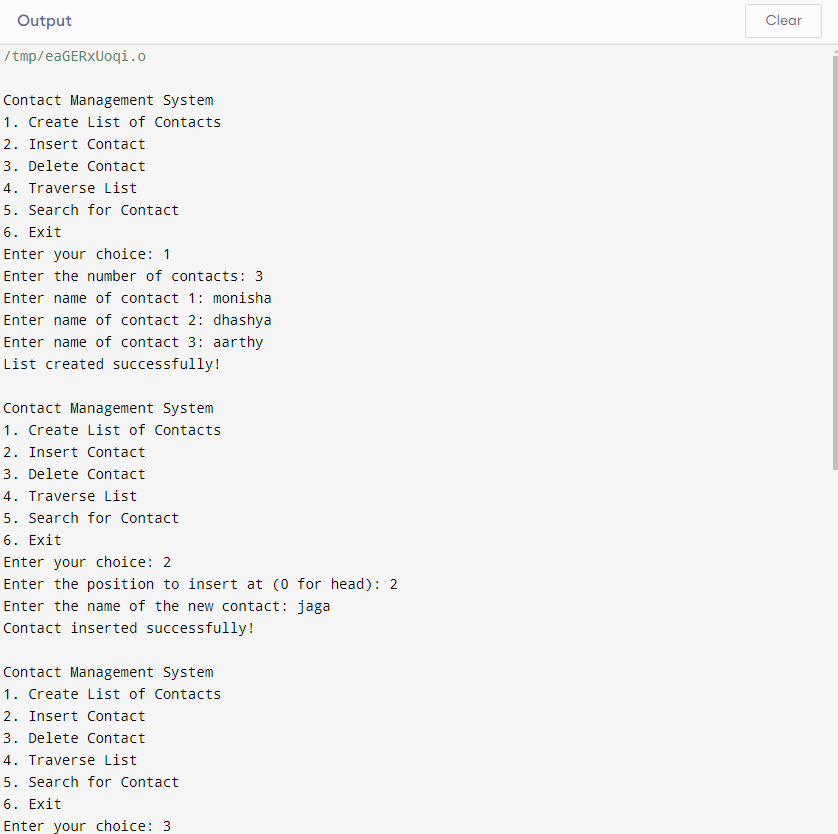 Output
Clear
/tmp/eaGERxUoqi.o
Contact Management System
1. Create List of Contacts
2. Insert Contact
3. Delete Contact
4. Traverse List
5. Search for Contact
6. Exit
Enter your choice: 1
Enter the number of contacts: 3
Enter name of contact 1: monisha
Enter name of contact 2: dhashya
Enter name of contact 3: aarthy
List created successfully!
Contact Management System
1. Create List of Contacts
2. Insert Contact
3. Delete Contact
4. Traverse List
5. Search for Contact
6. Exit
Enter your choice: 2
Enter the position to insert at (0 for head): 2
Enter the name of the new contact: jaga
Contact inserted successfully!
Contact Management System
1. Create List of Contacts
2. Insert Contact
3. Delete Contact
4. Traverse List
5. Search for Contact
6. Exit
Enter your choice: 3